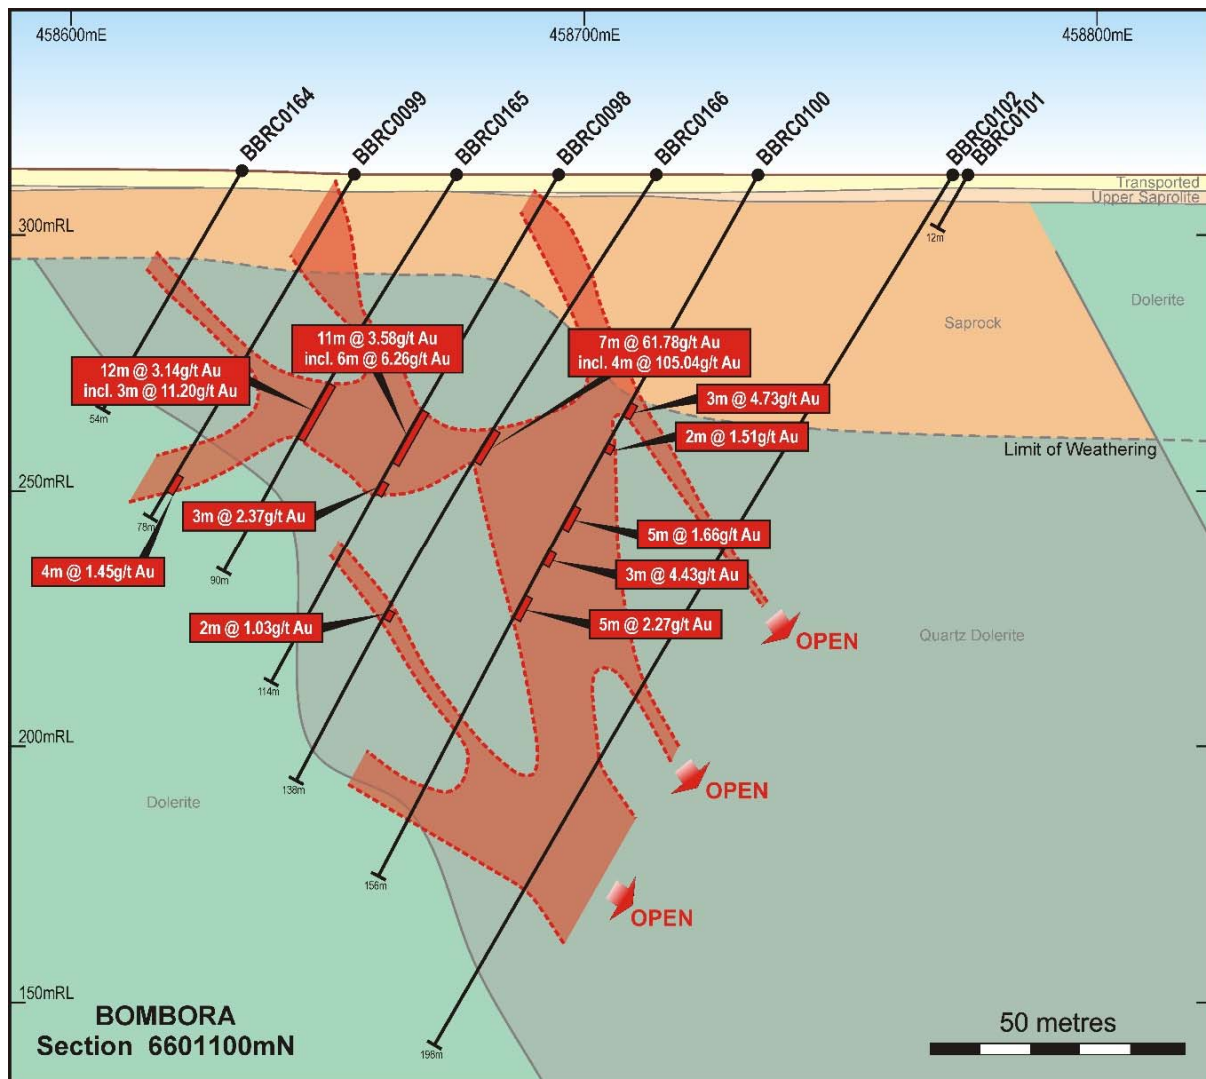 458600mE
458700mE
458800mE
BBRC0164
BBRC0099
BBRC0165
BBRC0098
BBRC0166
BBRC0100
BBRC0102
BBRC0101
Transported
Upper Saprolite
300mRL
12m
Dolerite
Saprock
11m @ 3.58g/t Au
incl. 6m @ 6.26g/t Au
7m @ 61.78g/t Au
incl. 4m @ 105.04g/t Au
12m @ 3.14g/t Au
incl. 3m @ 11.20g/t Au
3m @ 4.73g/t Au
54m
2m @ 1.51g/t Au
Limit of Weathering
250mRL
3m @ 2.37g/t Au
78m
5m @ 1.66g/t Au
4m @ 1.45g/t Au
90m
3m @ 4.43g/t Au
2m @ 1.03g/t Au
5m @ 2.27g/t Au
Quartz Dolerite
OPEN
114m
200mRL
138m
OPEN
Dolerite
156m
OPEN
150mRL
BOMBORA
Section 6601100mN
198m
50 metres